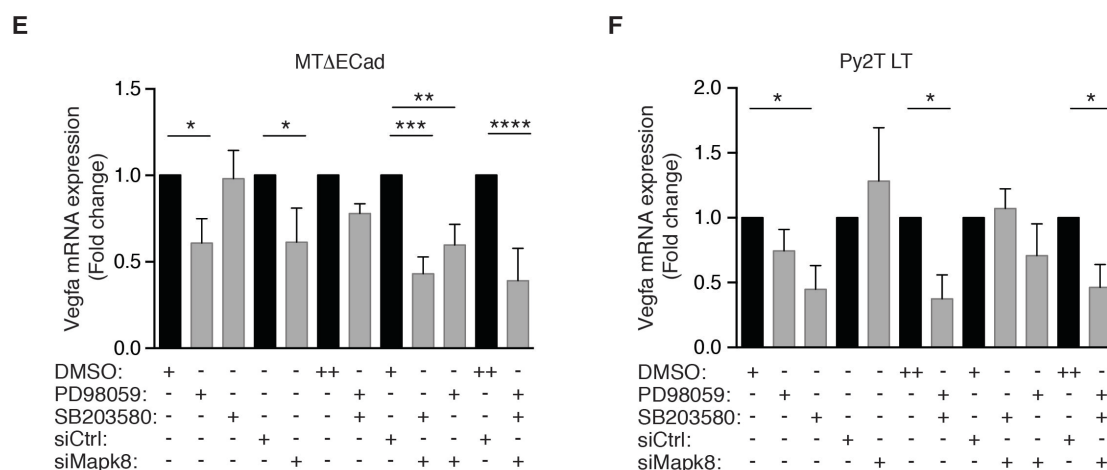 E
MTΔECad
Vegfa mRNA expression
(Fold change)
1.5
1.0
0.5
0.0
* * *** ** ****
DMSO: + - - - - ++ - + - - ++ -
PD98059: - + - - - - + - - + - +
SB203580: - - + - - - + - + - - +
siCtrl: - - - + - - - + - - + -
siMapk8: - - - - + - - - + + - +
F
Py2T LT
Vegfa mRNA expression
(Fold change)
2.0
1.5
1.0
0.5
0.0
* * *
DMSO: + - - - - ++ - + - - ++ -
PD98059: - + - - - - + - - + - +
SB203580: - - + - - - + - + - - +
siCtrl: - - - + - - - + - - + -
siMapk8: - - - - + - - - + + - +